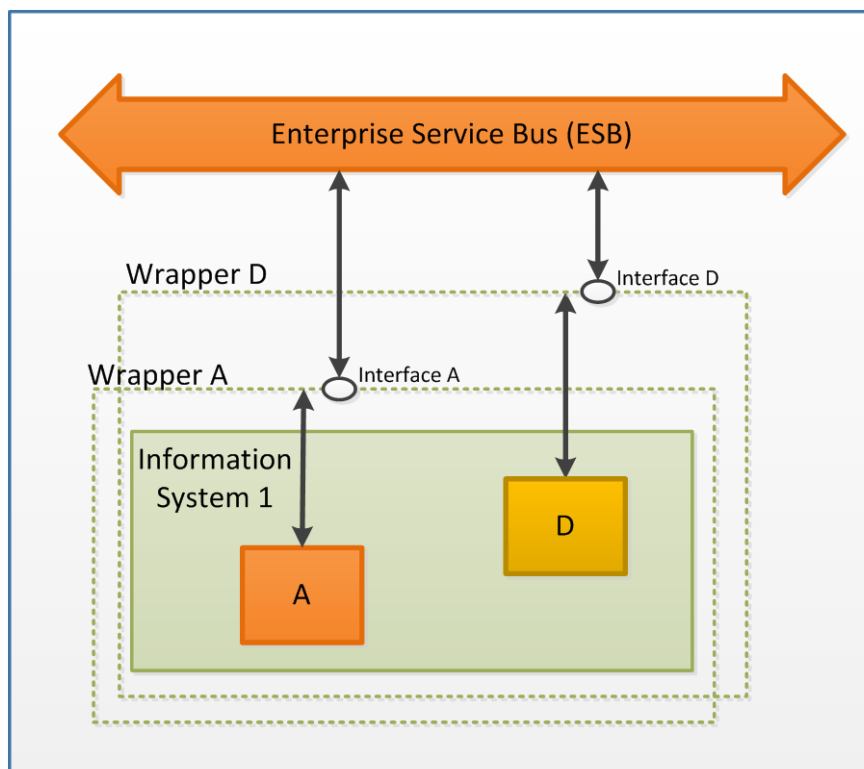 Enterprise Service Bus (ESB)
Wrapper D
Interface D
Wrapper A
Interface A
Information
System 1
D
A